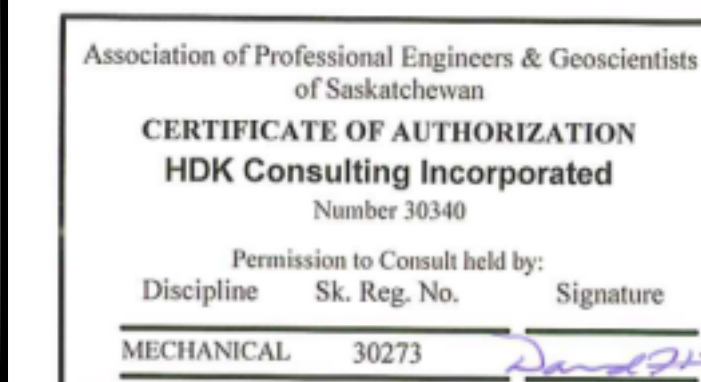 Association of Professional Engineers & Geoscientists
of Saskatchewan
CERTIFICATE OF AUTHORIZATION
HDK Consulting Incorporated
Number 30340
Permission to Consult held by:
Discipline Sk. Reg. No. Signature
MECHANICAL 30273